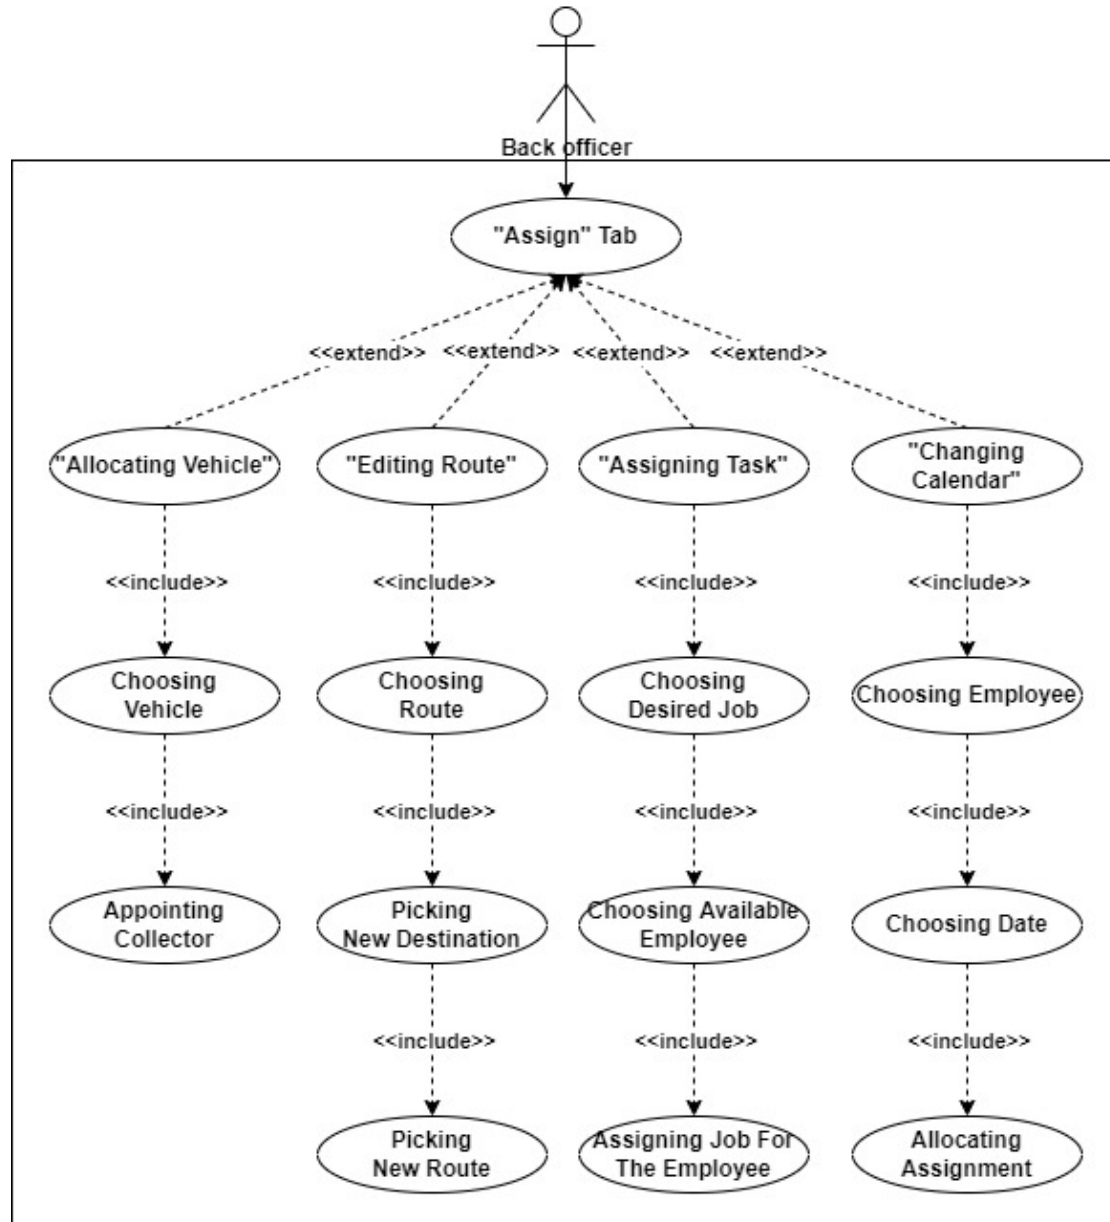 Back officer
"Assign" Tab
<<extend>>
<<extend>>
<<extend>>
<<extend>>
"Allocating Vehicle"
"Editing Route"
"Assigning Task"
"Changing
Calendar"
<<include>>
<<include>>
<<include>>
<<include>>
Choosing
Vehicle
Choosing
Route
Choosing
Desired Job
Choosing Employee
<<include>>
<<include>>
<<include>>
<<include>>
Appointing
Collector
Picking
New Destination
Choosing Available
Employee
Choosing Date
<<include>>
<<include>>
<<include>>
Picking
New Route
Assigning Job For
The Employee
Allocating
Assignment